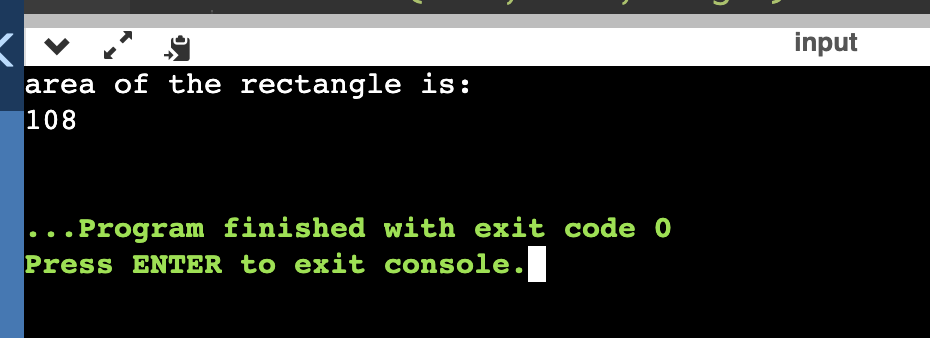 input
area of the rectangle is:
108
...Program finished with exit code 0
Press ENTER to exit console.